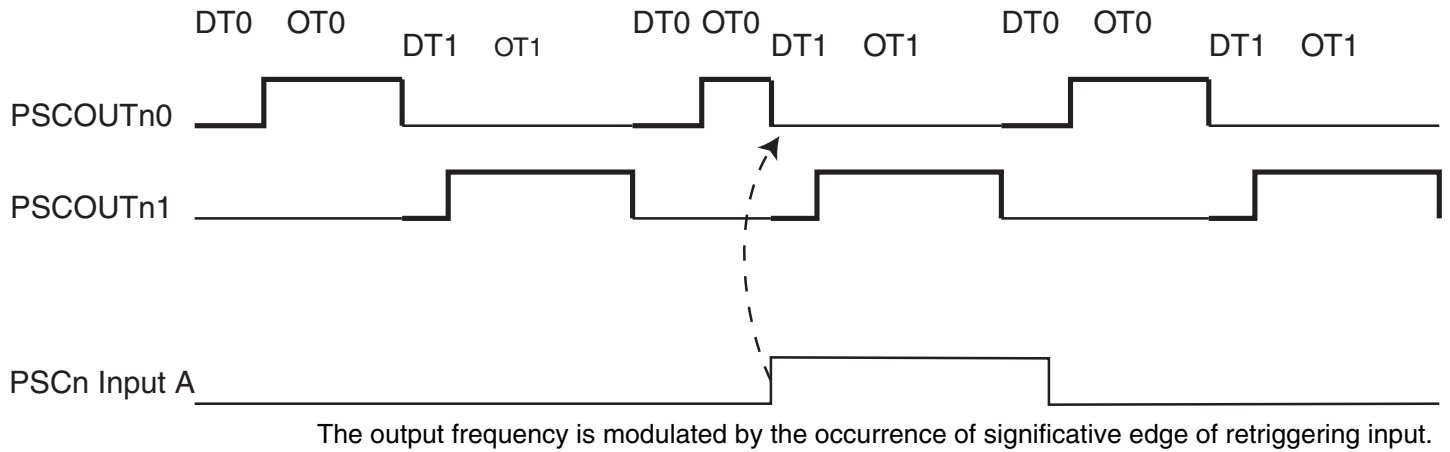 DT0 OT0 DT0 OT0 DT0 OT0
DT1 OT1 DT1 OT1 DT1 OT1
PSCOUTn0
PSCOUTn1
PSCn Input A
The output frequency is modulated by the occurrence of significative edge of retriggering input.